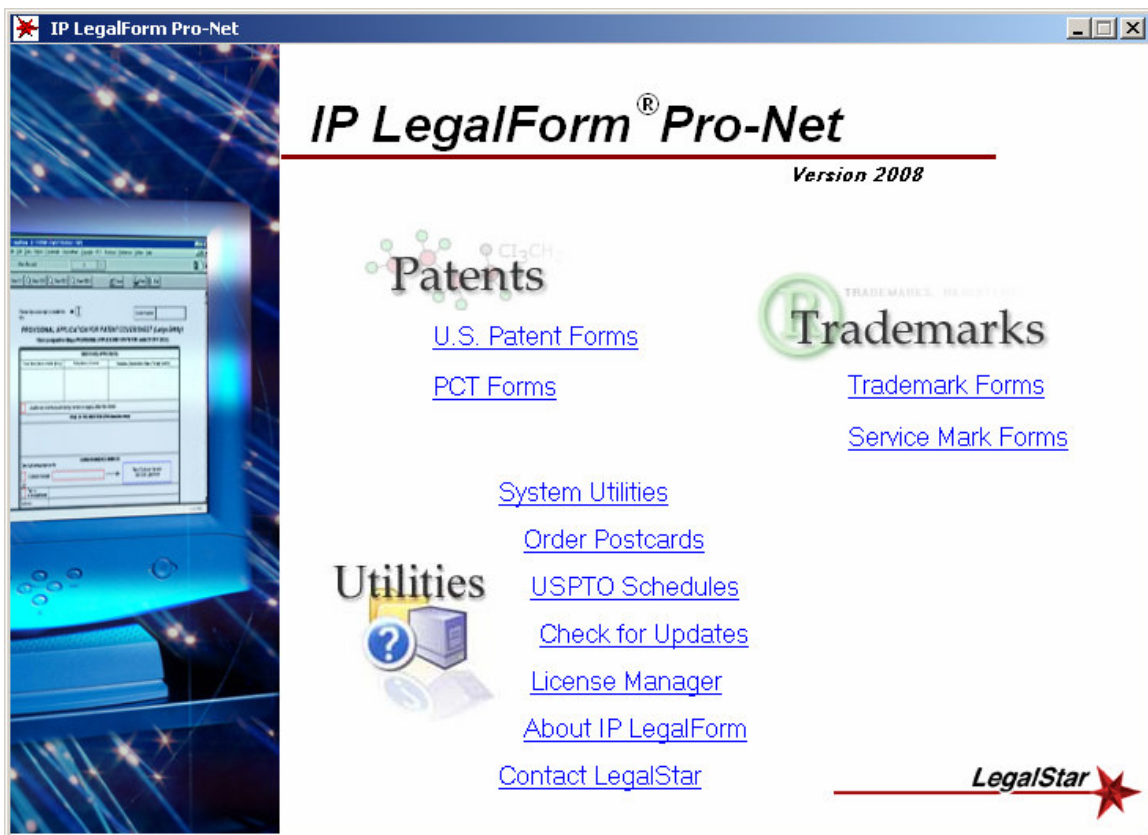 IP LegalForm Pro-Net
IP LegalForm® Pro-Net
Version 2008
Patents
U.S. Patent Forms
PCT Forms
Trademarks
Trademark Forms
Service Mark Forms
Utilities
System Utilities
Order Postcards
USPTO Schedules
Check for Updates
License Manager
About IP LegalForm
Contact LegalStar
LegalStar